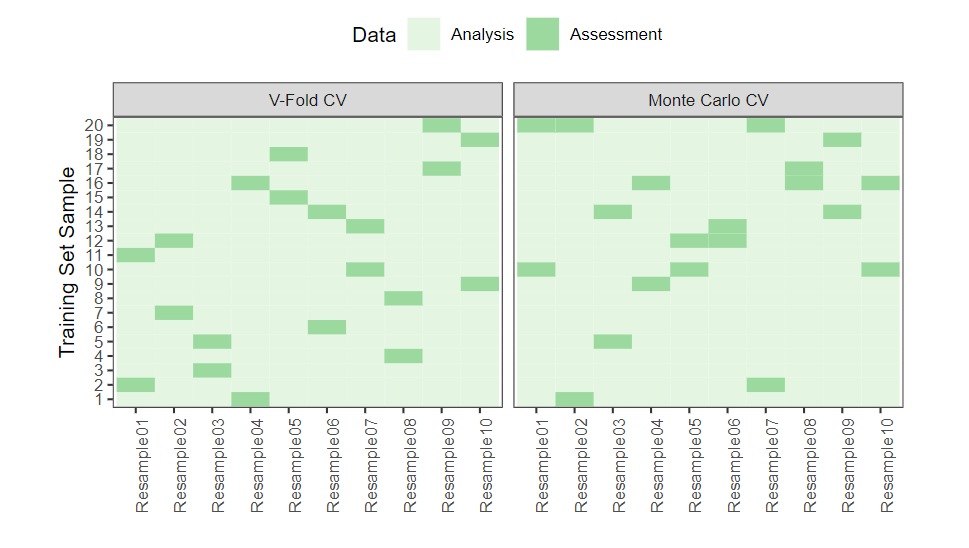 Data Analysis Assessment
V-Fold CV Monte Carlo CV
Training Set Sample
20
19
18
17
16
15
14
13
12
11
10
9
8
7
6
5
4
3
2
1
Resample01
Resample02
Resample03
Resample04
Resample05
Resample06
Resample07
Resample08
Resample09
Resample10
Resample01
Resample02
Resample03
Resample04
Resample05
Resample06
Resample07
Resample08
Resample09
Resample10